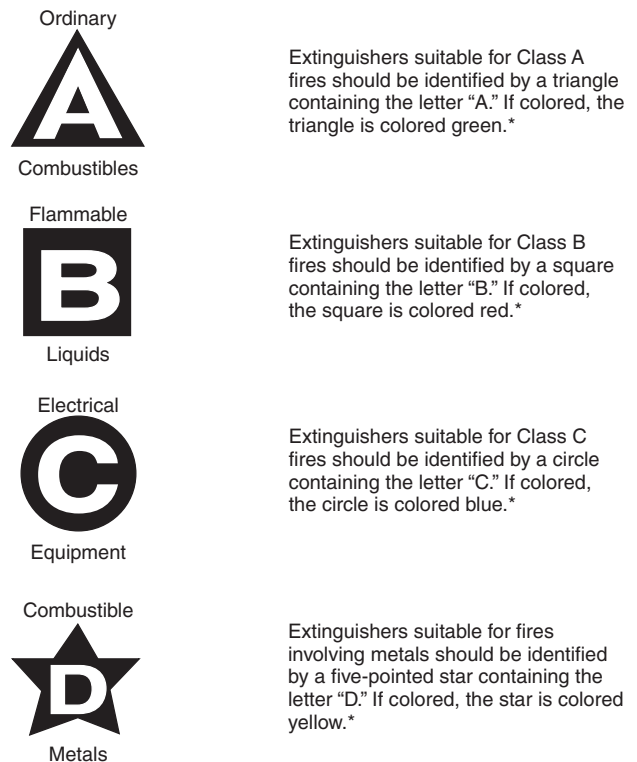 Ordinary
A
Combustibles
Extinguishers suitable for Class A
fires should be identified by a triangle
containing the letter “A.” If colored, the
triangle is colored green.*
Flammable
B
Liquids
Extinguishers suitable for Class B
fires should be identified by a square
containing the letter “B.” If colored,
the square is colored red.*
Electrical
C
Equipment
Extinguishers suitable for Class C
fires should be identified by a circle
containing the letter “C.” If colored,
the circle is colored blue.*
Combustible
D
Metals
Extinguishers suitable for fires
involving metals should be identified
by a five-pointed star containing the
letter “D.” If colored, the star is colored
yellow.*